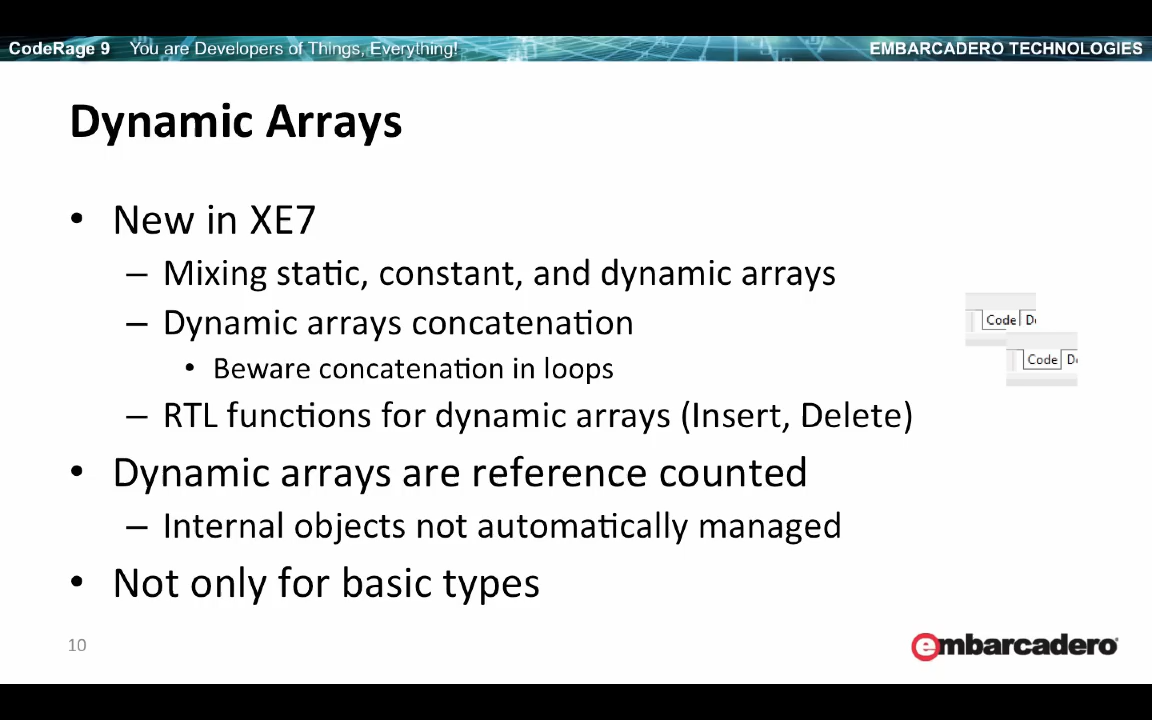 CodeRage 9 You are Developers of Things, Everything! EMBARCADERO TECHNOLOGIES
Dynamic Arrays
• New in XE7
– Mixing static, constant, and dynamic arrays
– Dynamic arrays concatenation
• Beware concatenation in loops
– RTL functions for dynamic arrays (Insert, Delete)
• Dynamic arrays are reference counted
– Internal objects not automatically managed
• Not only for basic types
Code
Code
10
embarcadero